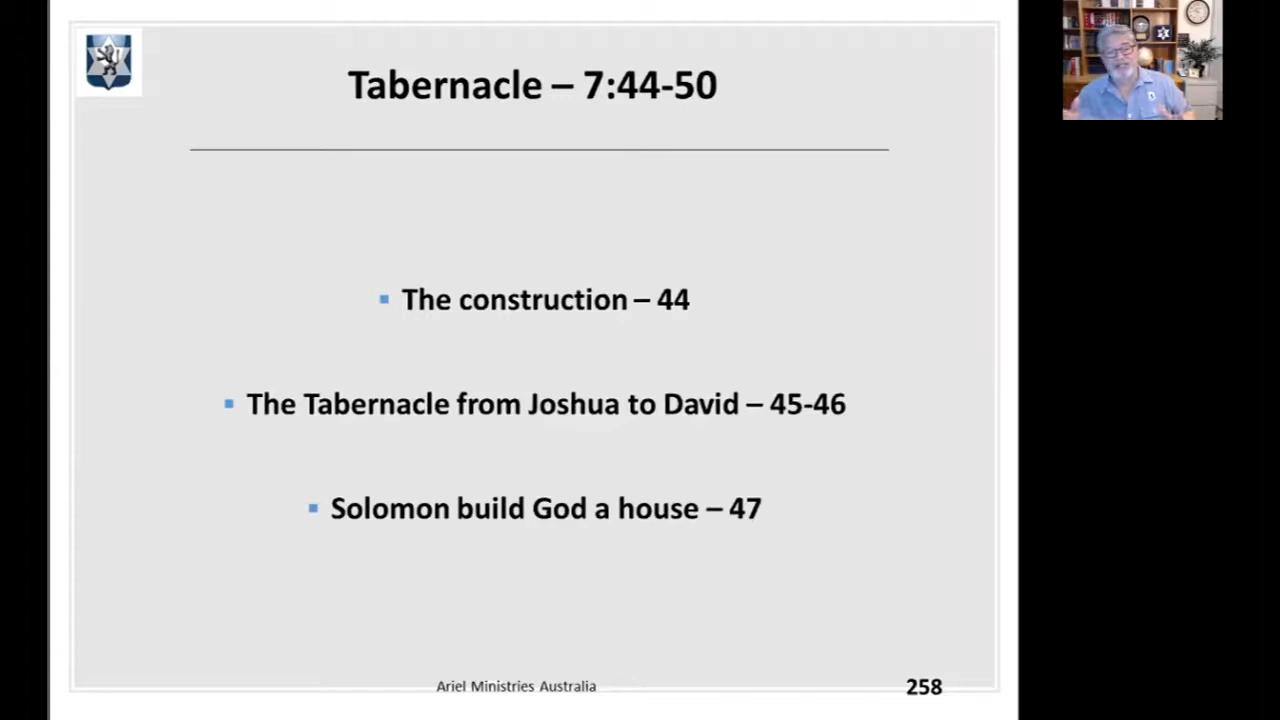 Tabernacle – 7:44-50
▪ The construction – 44
▪ The Tabernacle from Joshua to David – 45-46
▪ Solomon build God a house – 47
Ariel Ministries Australia
258